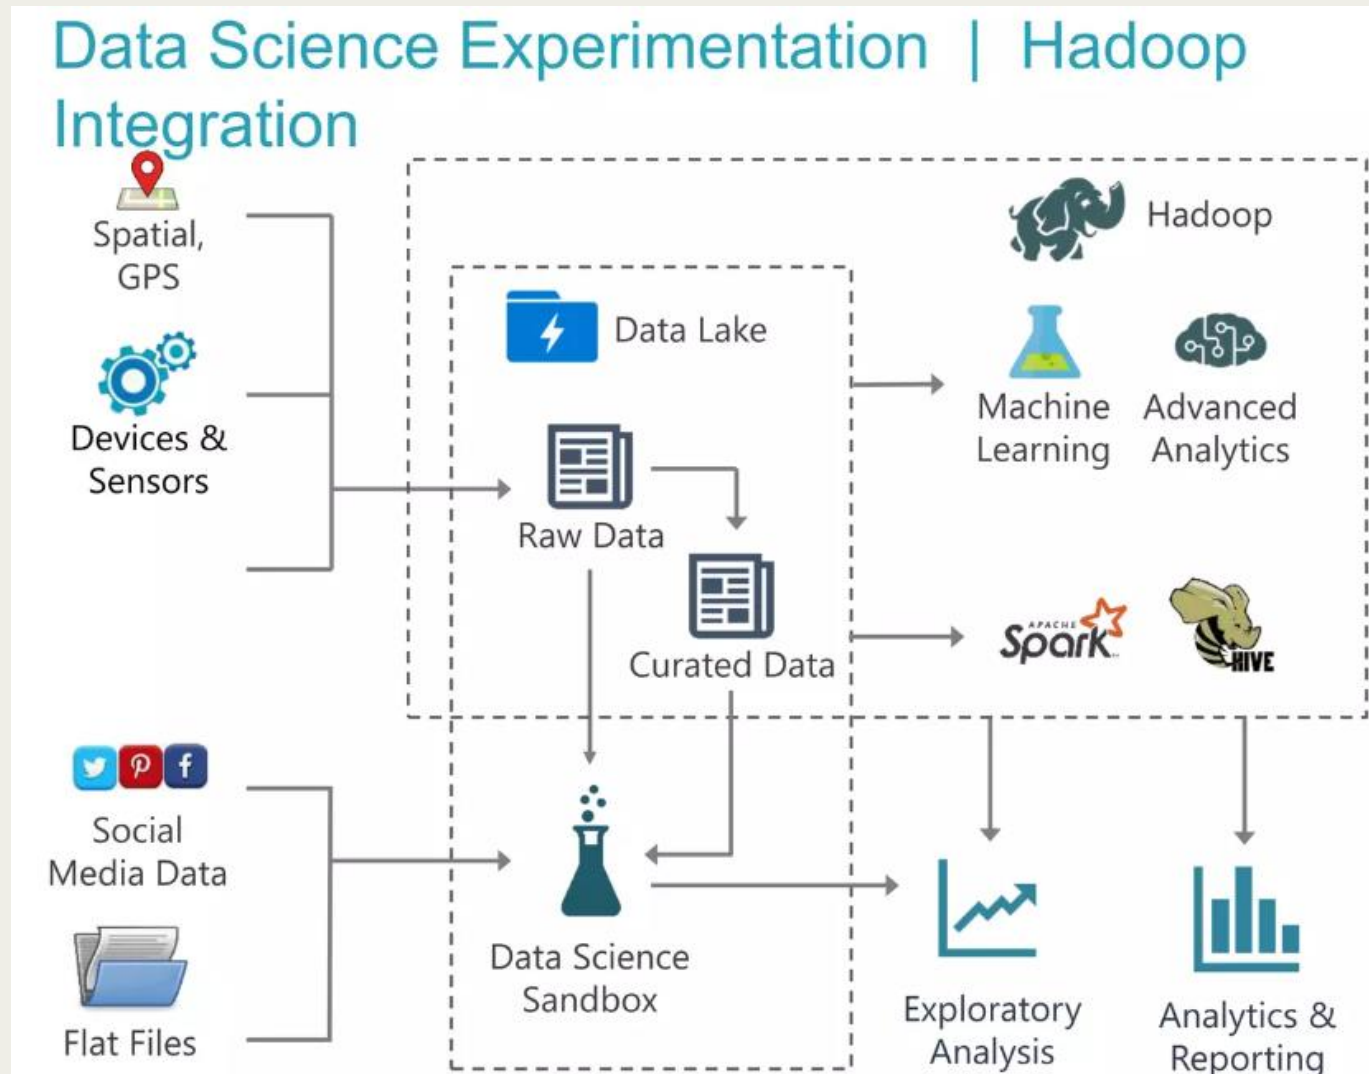 Data Science Experimentation | Hadoop
Integration
Spatial,
GPS
Devices &
Sensors
Social
Media Data
Flat Files
Data Lake
Raw Data
Curated Data
Data Science
Sandbox
Hadoop
Machine
Learning
Advanced
Analytics
APACHE
Spark
HIVE
Exploratory
Analysis
Analytics &
Reporting